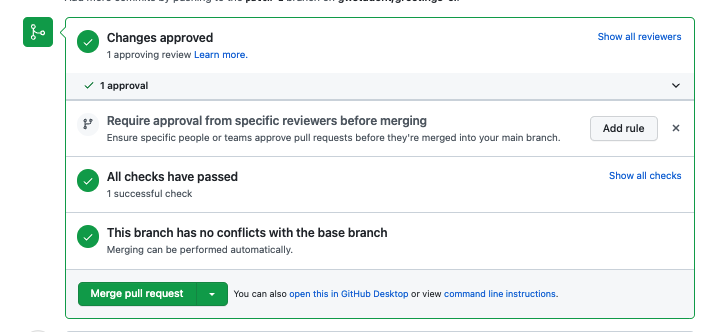 Changes approved
Show all reviewers
1 approving review Learn more.
1 approval
Require approval from specific reviewers before merging
Ensure specific people or teams approve pull requests before they're merged into your main branch.
Add rule
All checks have passed
Show all checks
1 successful check
This branch has no conflicts with the base branch
Merging can be performed automatically.
Merge pull request
You can also open this in GitHub Desktop or view command line instructions.